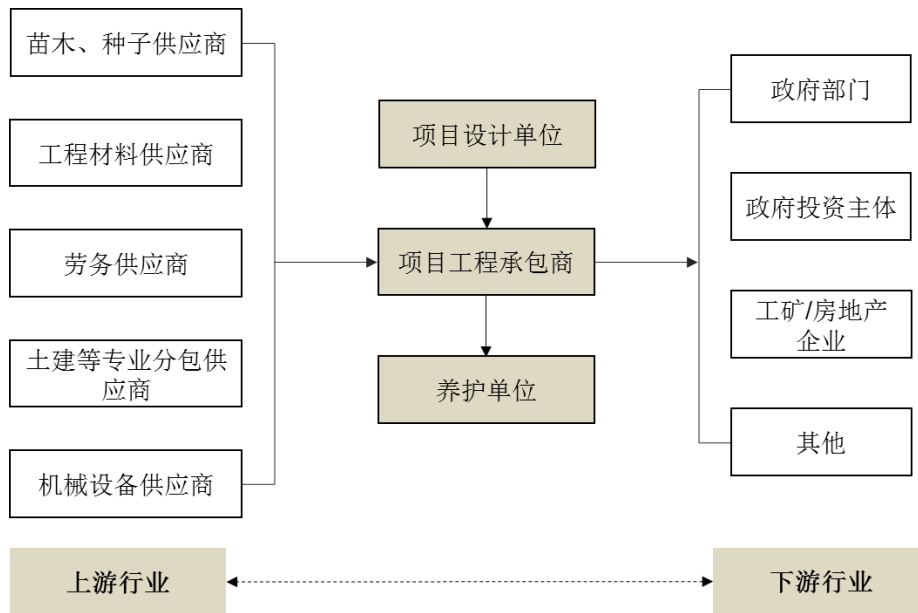 苗木、种子供应商
工程材料供应商
劳务供应商
土建等专业分包供
应商
机械设备供应商
项目设计单位
项目工程承包商
养护单位
政府部门
政府投资主体
工矿/房地产
企业
其他
上游行业
下游行业